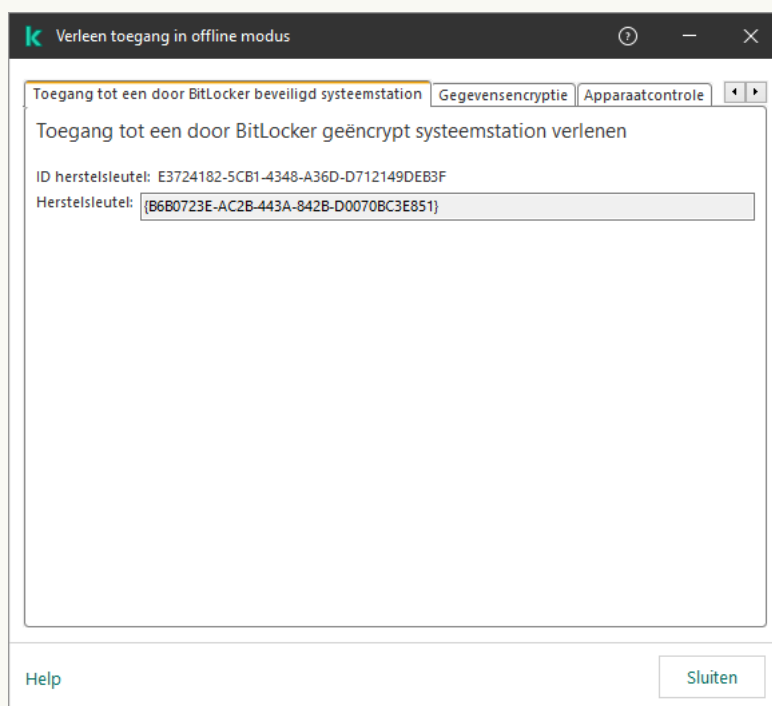 Verleen toegang in offline modus
Toegang tot een door BitLocker beveiligd systeemstation Gegevensencryptie Apparaatcontrole
Toegang tot een door BitLocker geëncrypt systeemstation verlenen
ID herstelsleutel: E3724182-5CB1-4348-A36D-D712149DEB3F
Herstelsleutel: {B6B0723E-AC2B-443A-842B-D0070BC3E851}
Help Sluiten